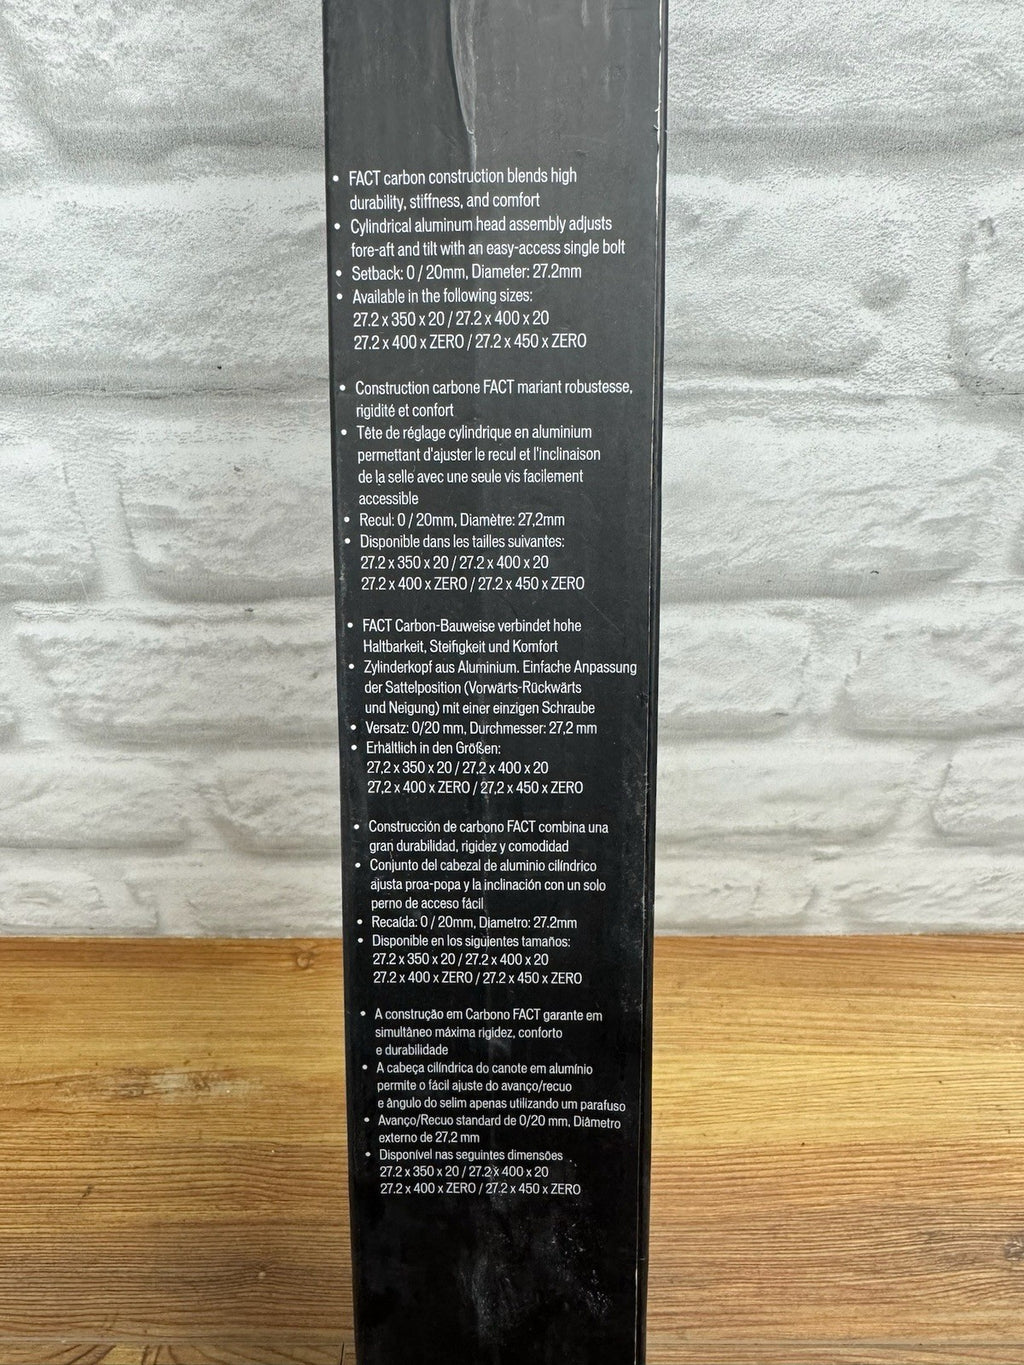 • FACT carbon construction blends high
durability, stiffness, and comfort
• Cylindrical aluminum head assembly adjusts
fore-aft and tilt with an easy-access single bolt
• Setback: 0 / 20mm, Diameter: 27.2mm
• Available in the following sizes:
27.2 x 350 x 20 / 27.2 x 400 x 20
27.2 x 400 x ZERO / 27.2 x 450 x ZERO
• Construction carbone FACT mariant robustesse,
rigidité et confort
• Tête de réglage cylindrique en aluminium
permettant d'ajuster le recul et l'inclinaison
de la selle avec une seule vis facilement
accessible
• Recul: 0 / 20mm, Diamètre: 27,2mm
• Disponible dans les tailles suivantes:
27.2 x 350 x 20 / 27.2 x 400 x 20
27.2 x 400 x ZERO / 27.2 x 450 x ZERO
• FACT Carbon-Bauweise verbindet hohe
Haltbarkeit, Steifigkeit und Komfort
• Zylinderkopf aus Aluminium. Einfache Anpassung
der Sattelposition (Vorwärts-Rückwärts
und Neigung) mit einer einzigen Schraube
• Versatz: 0/20 mm, Durchmesser: 27,2 mm
• Erhältlich in den Größen:
27,2 x 350 x 20 / 27,2 x 400 x 20
27,2 x 400 x ZERO / 27,2 x 450 x ZERO
• Construcción de carbono FACT combina una
gran durabilidad, rigidez y comodidad
• Conjunto del cabezal de aluminio cilíndrico
ajusta proa-popa y la inclinación con un solo
perno de acceso fácil
• Recaída: 0 / 20mm, Diametro: 27.2mm
• Disponible en los siguientes tamaños:
27.2 x 350 x 20 / 27.2 x 400 x 20
27.2 x 400 x ZERO / 27.2 x 450 x ZERO
• A construção em Carbono FACT garante em
simultâneo máxima rigidez, conforto
e durabilidade
• A cabeça cilíndrica do canote em alumínio
permite o fácil ajuste do avanço/recuo
e ângulo do selim apenas utilizando um parafuso
• Avanço/Recuo standard de 0/20 mm, Diâmetro
externo de 27,2 mm
• Disponível nas seguintes dimensões
27.2 x 350 x 20 / 27.2 x 400 x 20
27.2 x 400 x ZERO / 27.2 x 450 x ZERO